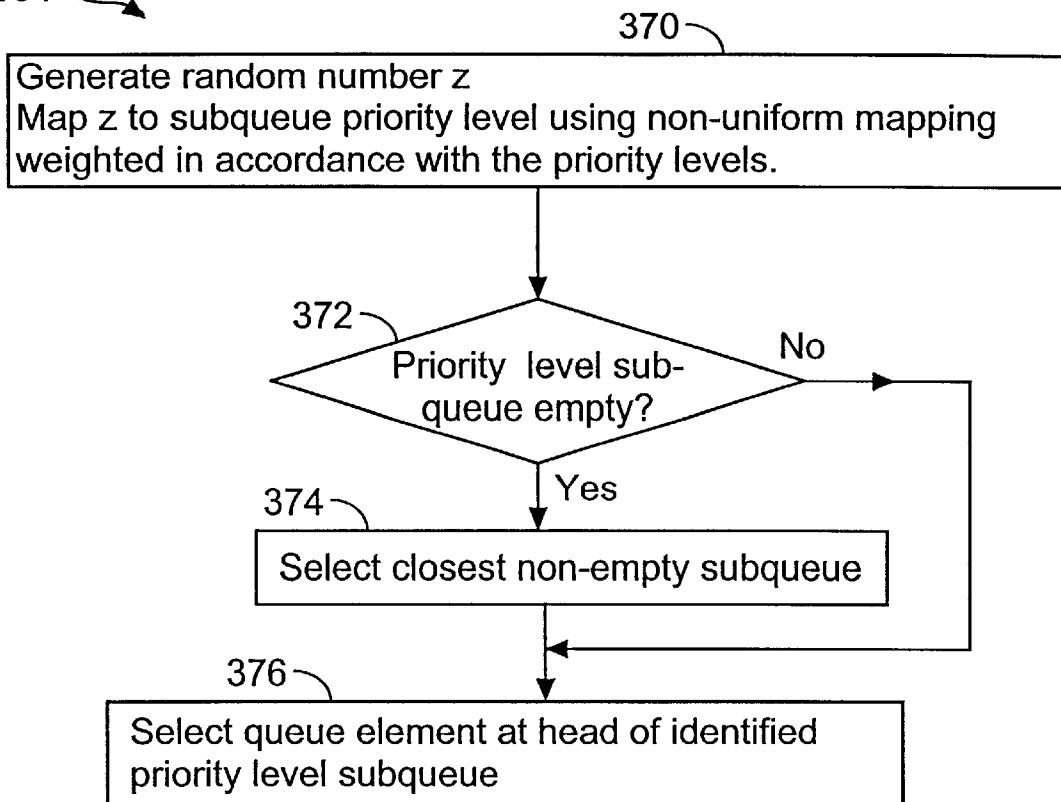 370
Generate random number z
Map z to subqueue priority level using non-uniform mapping
weighted in accordance with the priority levels.
372
Priority level sub-
queue empty?
No
Yes
374
Select closest non-empty subqueue
376
Select queue element at head of identified
priority level subqueue